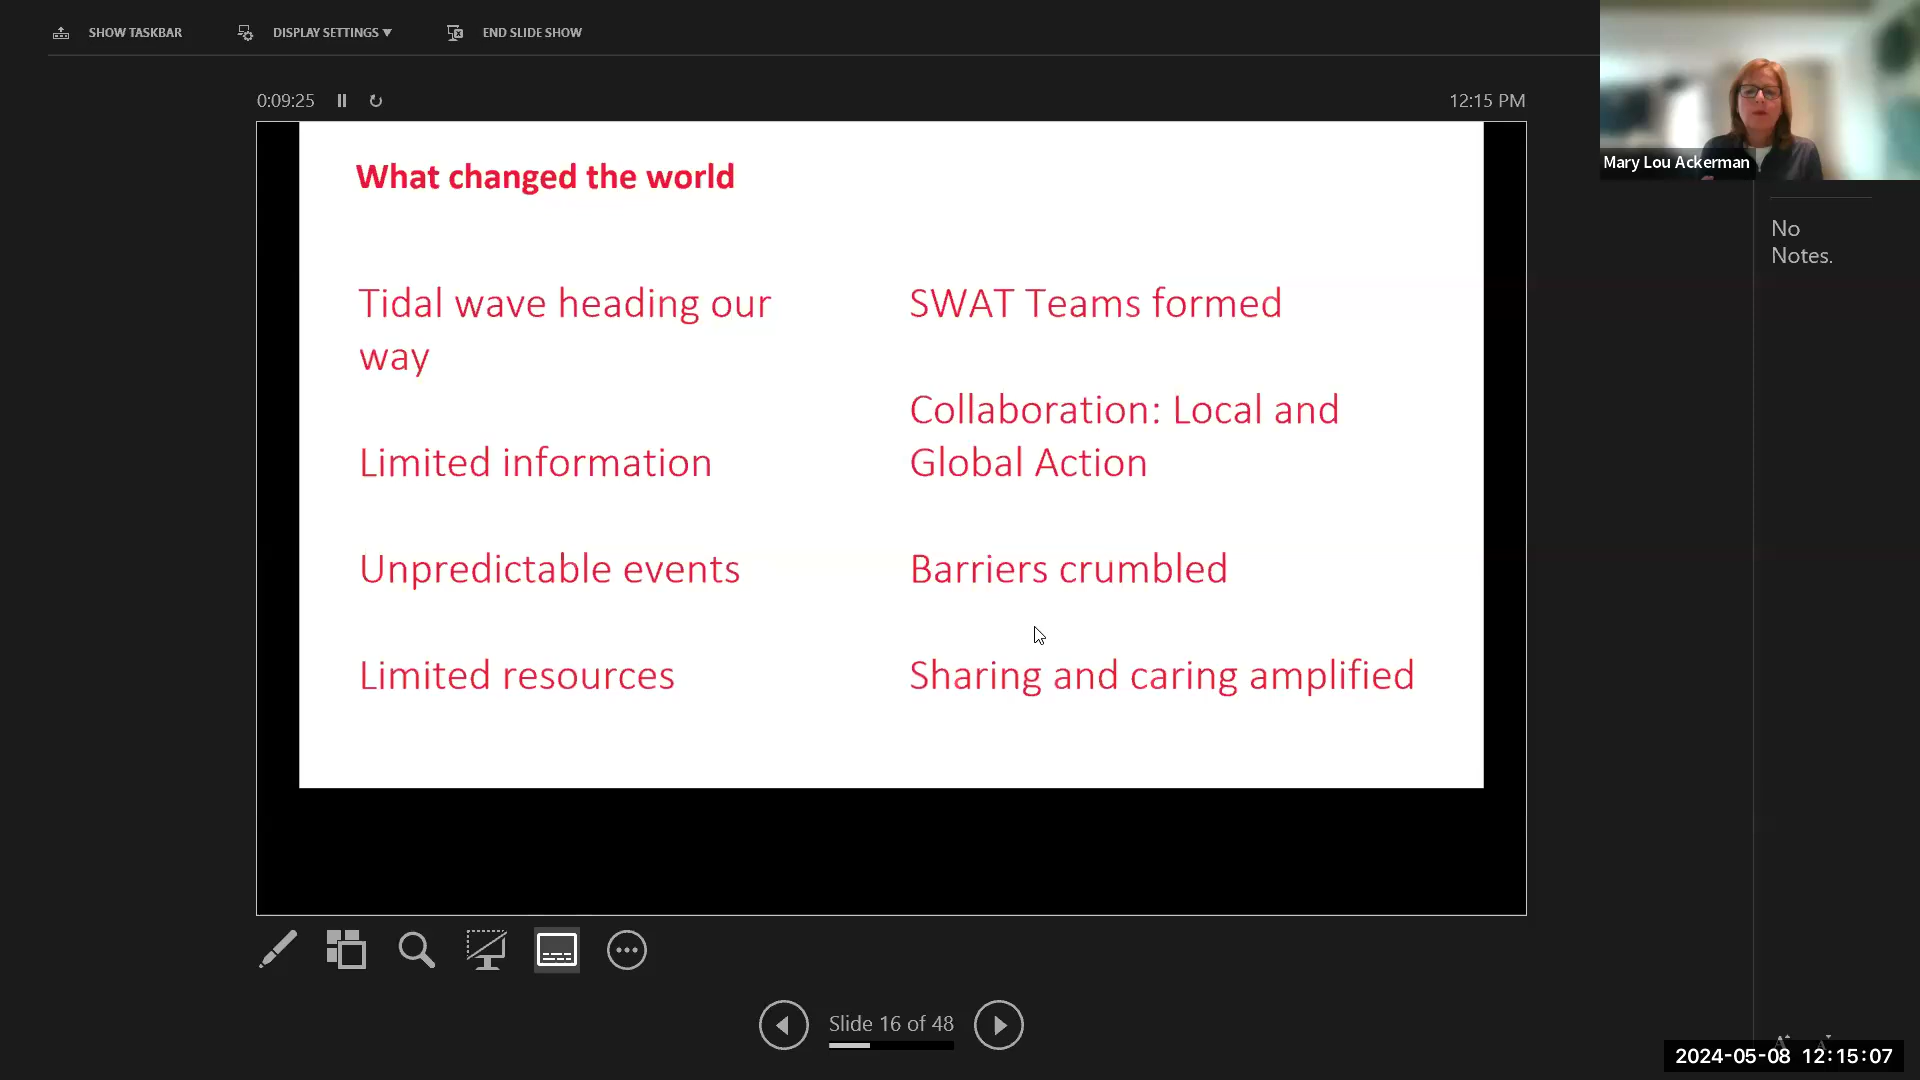 SHOW TASKBAR
DISPLAY SETTINGS ▼
END SLIDE SHOW
0:09:25
12:15 PM
Mary Lou Ackerman
No
Notes.
What changed the world
Tidal wave heading our
way
Limited information
Unpredictable events
Limited resources
SWAT Teams formed
Collaboration: Local and
Global Action
Barriers crumbled
Sharing and caring amplified
Slide 16 of 48
A A
2024-05-08 12:15:07